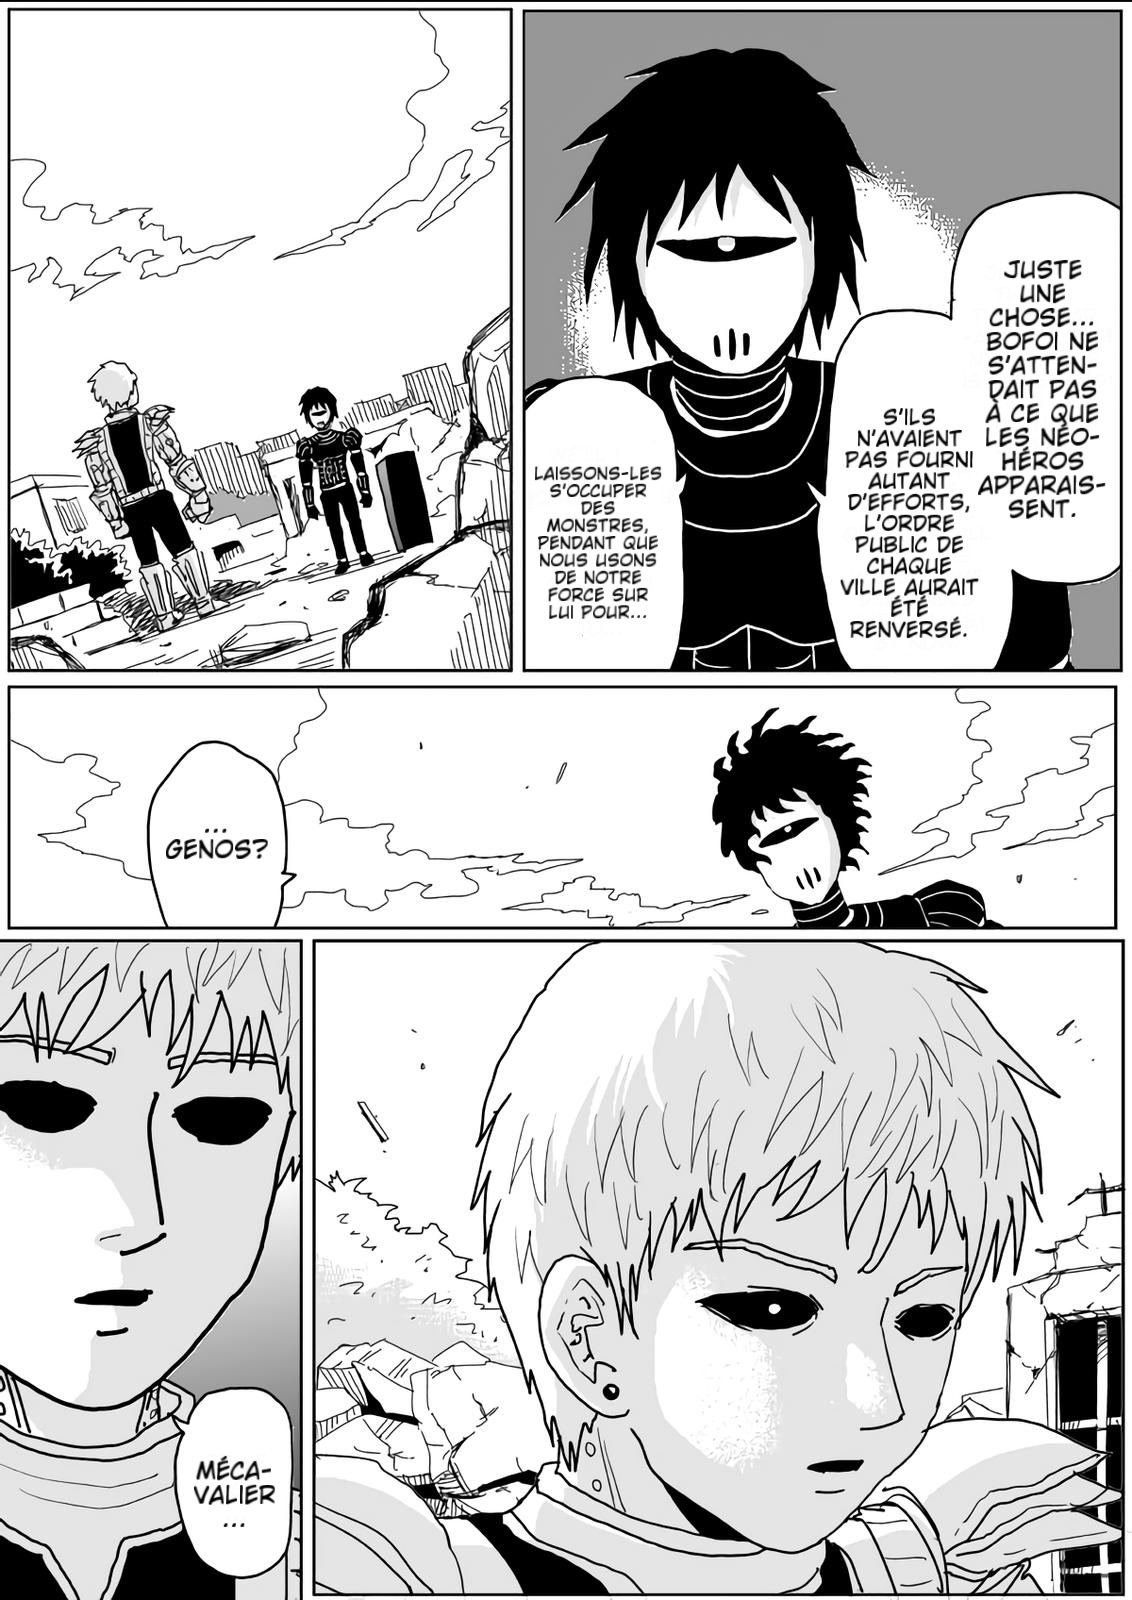 JUSTE
UNE
CHOSE...
BOFOI NE
S'ATTEN-
DAIT PAS
À CE QUE
LES NÉO-
HÉROS
APPARAIS-
SENT.
S'ILS
N'AVAIENT
PAS FOURNI
AUTANT
D'EFFORTS,
L'ORDRE
PUBLIC DE
CHAQUE
VILLE AURAIT
ÉTÉ
RENVERSÉ.
LAISSONS-LES
S'OCCUPER
DES
MONSTRES,
PENDANT QUE
NOUS USONS
DE NOTRE
FORCE SUR
LUI POUR...
...
GENOS?
MÉCA-
VALIER
...